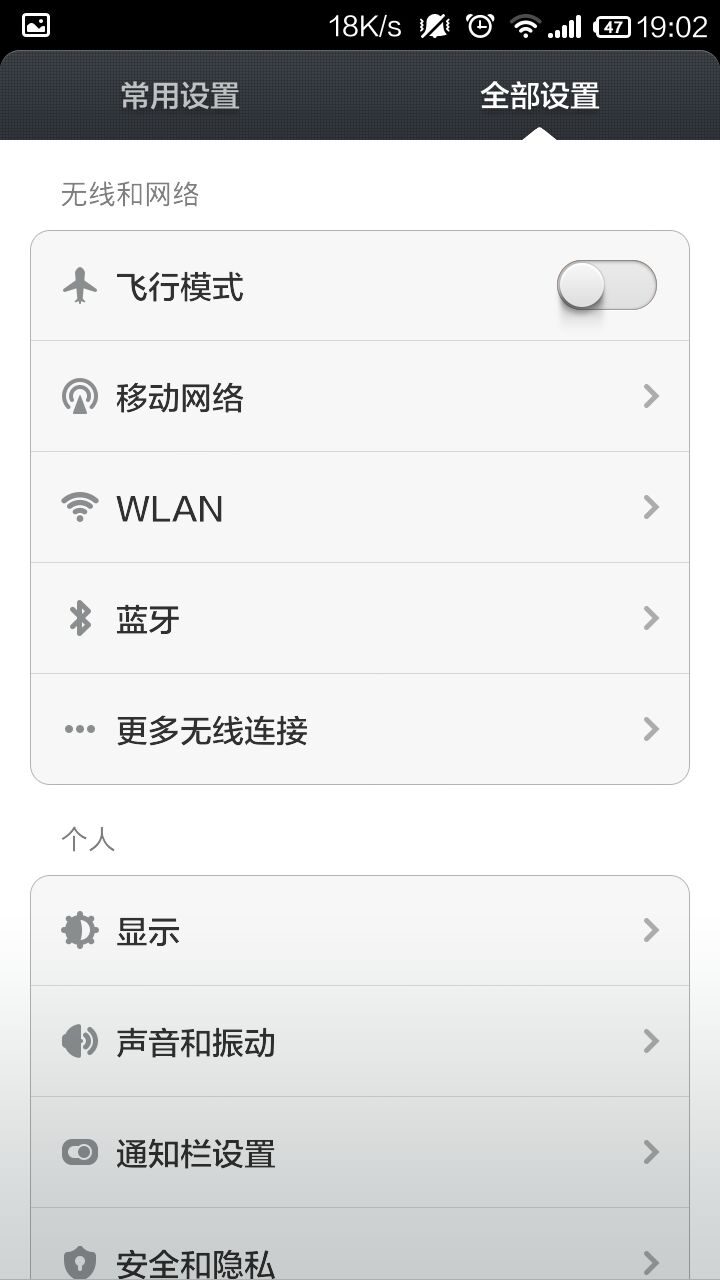 18K/s 47 19:02
常用设置 全部设置
无线和网络
飞行模式
移动网络
WLAN
蓝牙
更多无线连接
个人
显示
声音和振动
通知栏设置
安全和隐私